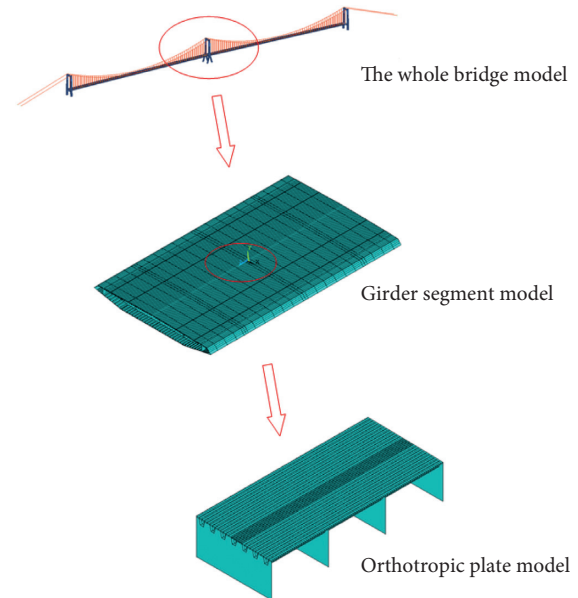 The whole bridge model
Girder segment model
Orthotropic plate model